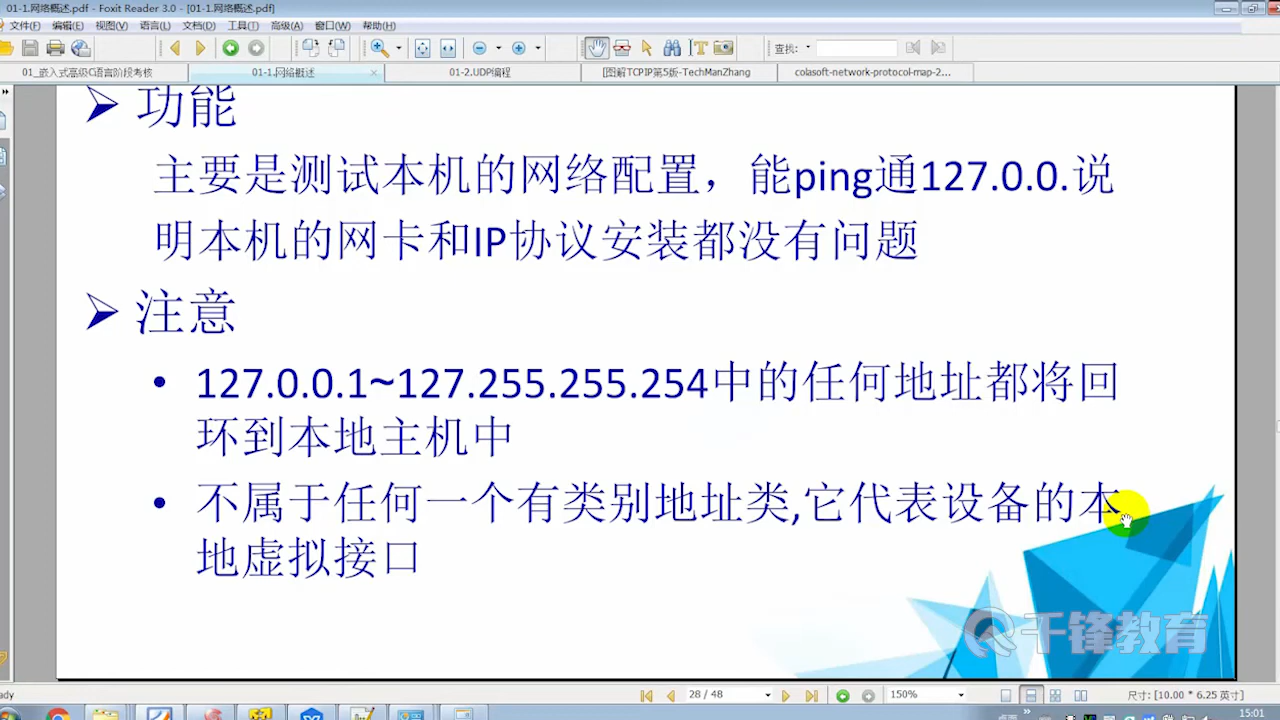 01-1.网络概述.pdf - Foxit Reader 3.0 - [01-1.网络概述.pdf]
文件(F) 编辑(E) 视图(V) 语言(L) 文档(D) 工具(T) 高级(A) 窗口(W) 帮助(H)
查找:
01_嵌入式高级C语言阶段考核 01-1.网络概述 01-2.UDP编程 [图解TCPIP第5版-TechManZhang colasoft-network-protocol-map-2...
功能
主要是测试本机的网络配置，能ping通127.0.0.说
明本机的网卡和IP协议安装都没有问题
注意
• 127.0.0.1~127.255.255.254中的任何地址都将回
环到本地主机中
• 不属于任何一个有类别地址类,它代表设备的本
地虚拟接口
千锋教育
ady 28 / 48 150% 尺寸: [10.00 * 6.25 英寸]
15:01